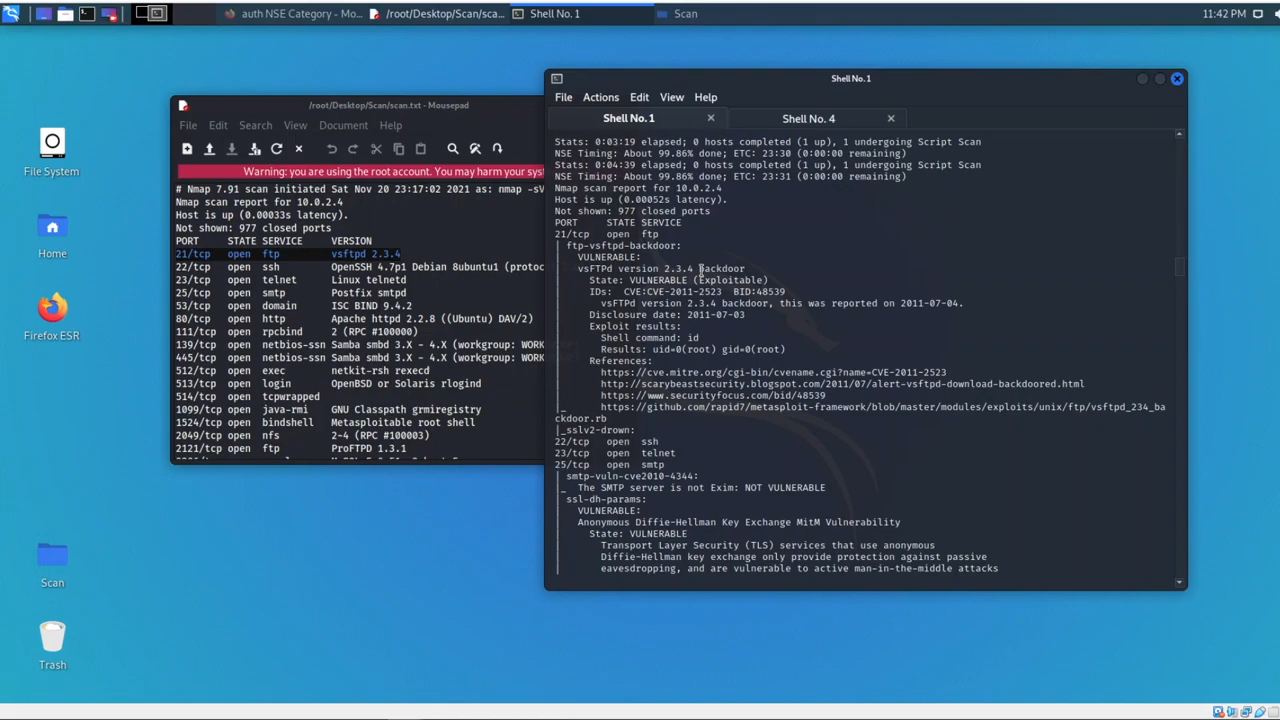 auth NSE Category - Mo...
/root/Desktop/Scan/sca...
Shell No. 1
Scan
11:42 PM
File System
Home
Firefox ESR
Scan
Trash
/root/Desktop/Scan/scan.txt - Mousepad
File Edit Search View Document Help
Warning: you are using the root account. You may harm your syst
# Nmap 7.91 scan initiated Sat Nov 20 23:17:02 2021 as: nmap -sV
Nmap scan report for 10.0.2.4
Host is up (0.00033s latency).
Not shown: 977 closed ports
PORT STATE SERVICE VERSION
21/tcp open ftp vsftpd 2.3.4
22/tcp open ssh OpenSSH 4.7p1 Debian 8ubuntu1 (protoc
23/tcp open telnet Linux telnetd
25/tcp open smtp Postfix smtpd
53/tcp open domain ISC BIND 9.4.2
80/tcp open http Apache httpd 2.2.8 ((Ubuntu) DAV/2)
111/tcp open rpcbind 2 (RPC #100000)
139/tcp open netbios-ssn Samba smbd 3.X - 4.X (workgroup: WORK
445/tcp open netbios-ssn Samba smbd 3.X - 4.X (workgroup: WORK
512/tcp open exec netkit-rsh rexecd
513/tcp open login OpenBSD or Solaris rlogind
514/tcp open tcpwrapped
1099/tcp open java-rmi GNU Classpath grmiregistry
1524/tcp open bindshell Metasploitable root shell
2049/tcp open nfs 2-4 (RPC #100003)
2121/tcp open ftp ProFTPD 1.3.1
Shell No. 1
File Actions Edit View Help
Shell No. 1
Shell No. 4
Stats: 0:03:19 elapsed; 0 hosts completed (1 up), 1 undergoing Script Scan
NSE Timing: About 99.86% done; ETC: 23:30 (0:00:00 remaining)
Stats: 0:04:39 elapsed; 0 hosts completed (1 up), 1 undergoing Script Scan
NSE Timing: About 99.86% done; ETC: 23:31 (0:00:00 remaining)
Nmap scan report for 10.0.2.4
Host is up (0.00052s latency).
Not shown: 977 closed ports
PORT STATE SERVICE
21/tcp open ftp
| ftp-vsftpd-backdoor:
| VULNERABLE:
| vsFTPd version 2.3.4 backdoor
| State: VULNERABLE (Exploitable)
| IDs: CVE:CVE-2011-2523 BID:48539
| vsFTPd version 2.3.4 backdoor, this was reported on 2011-07-04.
| Disclosure date: 2011-07-03
| Exploit results:
| Shell command: id
| Results: uid=0(root) gid=0(root)
| References:
| https://cve.mitre.org/cgi-bin/cvename.cgi?name=CVE-2011-2523
| http://scarybeastsecurity.blogspot.com/2011/07/alert-vsftpd-download-backdoored.html
| https://www.securityfocus.com/bid/48539
|_ https://github.com/rapid7/metasploit-framework/blob/master/modules/exploits/unix/ftp/vsftpd_234_ba
ckdoor.rb
|_sslv2-drown:
22/tcp open ssh
23/tcp open telnet
25/tcp open smtp
| smtp-vuln-cve2010-4344:
|_ The SMTP server is not Exim: NOT VULNERABLE
| ssl-dh-params:
| VULNERABLE:
| Anonymous Diffie-Hellman Key Exchange MitM Vulnerability
| State: VULNERABLE
| Transport Layer Security (TLS) services that use anonymous
| Diffie-Hellman key exchange only provide protection against passive
| eavesdropping, and are vulnerable to active man-in-the-middle attacks